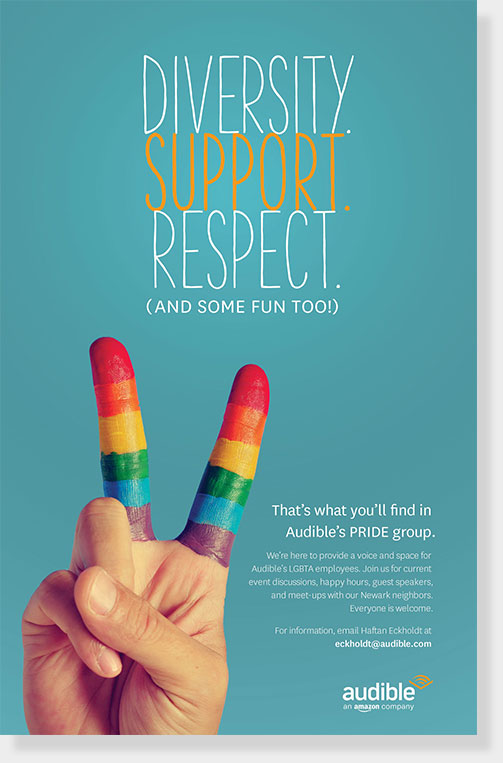 DIVERSITY.
SUPPORT.
RESPECT.
(AND SOME FUN TOO!)
That's what you'll find in
Audible's PRIDE group.
We're here to provide a voice and space for
Audible's LGBTA employees. Join us for current
event discussions, happy hours, guest speakers,
and meet-ups with our Newark neighbors.
Everyone is welcome.
For information, email Haftan Eckholdt at
eckholdt@audible.com
audible
an amazon company